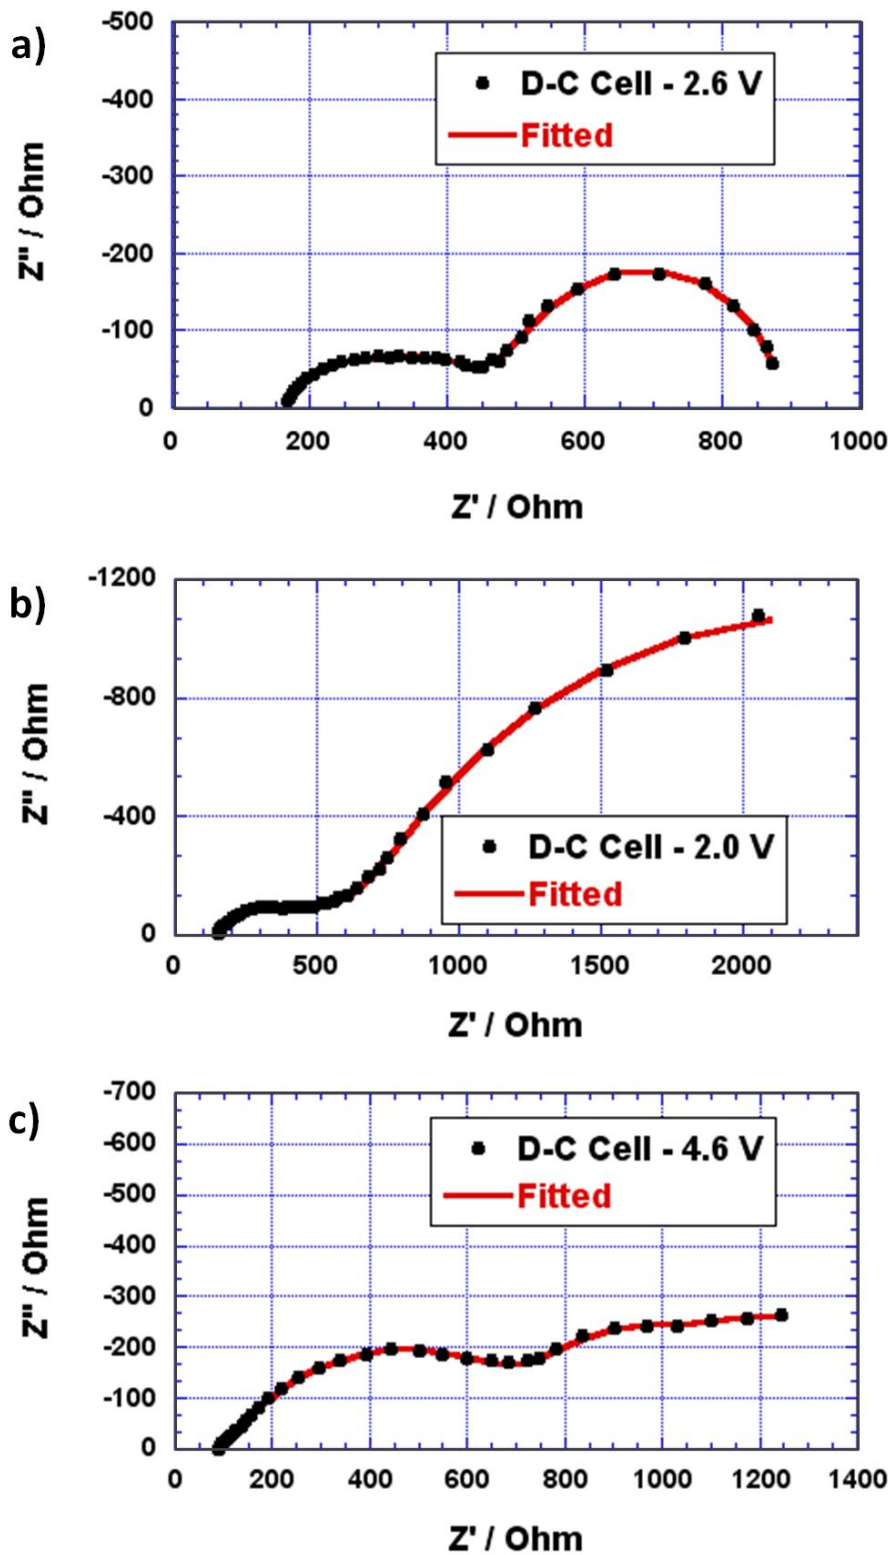 a)
-500
-400
-300
-200
-100
0
Z'' / Ohm
D-C Cell - 2.6 V
Fitted
0 200 400 600 800 1000
Z' / Ohm
b)
-1200
-800
-400
0
Z'' / Ohm
D-C Cell - 2.0 V
Fitted
0 500 1000 1500 2000
Z' / Ohm
c)
-700
-600
-500
-400
-300
-200
-100
0
Z'' / Ohm
D-C Cell - 4.6 V
Fitted
0 200 400 600 800 1000 1200 1400
Z' / Ohm